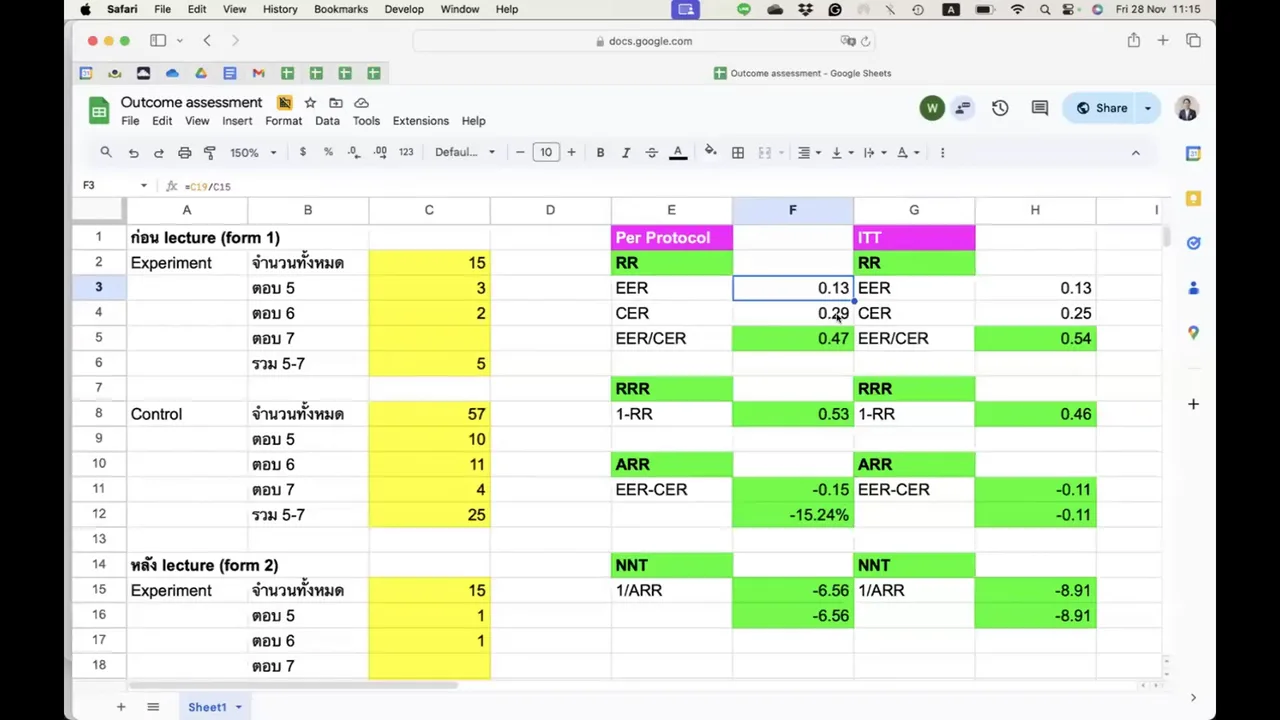 Safari File Edit View History Bookmarks Develop Window Help A Fri 28 Nov 11:15
docs.google.com
Outcome assessment - Google Sheets
Outcome assessment W Share
File Edit View Insert Format Data Tools Extensions Help
150% $ % .0 .00 123 Defaul... − 10 + B I S A
F3 fx =C19/C15
A B C D E F G H I
1 ก่อน lecture (form 1) Per Protocol ITT
2 Experiment จำนวนทั้งหมด 15 RR RR
3 ตอบ 5 3 EER 0.13 EER 0.13
4 ตอบ 6 2 CER 0.29 CER 0.25
5 ตอบ 7 EER/CER 0.47 EER/CER 0.54
6 รวม 5-7 5
7 RRR RRR
8 Control จำนวนทั้งหมด 57 1-RR 0.53 1-RR 0.46
9 ตอบ 5 10
10 ตอบ 6 11 ARR ARR
11 ตอบ 7 4 EER-CER -0.15 EER-CER -0.11
12 รวม 5-7 25 -15.24% -0.11
13
14 หลัง lecture (form 2) NNT NNT
15 Experiment จำนวนทั้งหมด 15 1/ARR -6.56 1/ARR -8.91
16 ตอบ 5 1 -6.56 -8.91
17 ตอบ 6 1
18 ตอบ 7
Sheet1